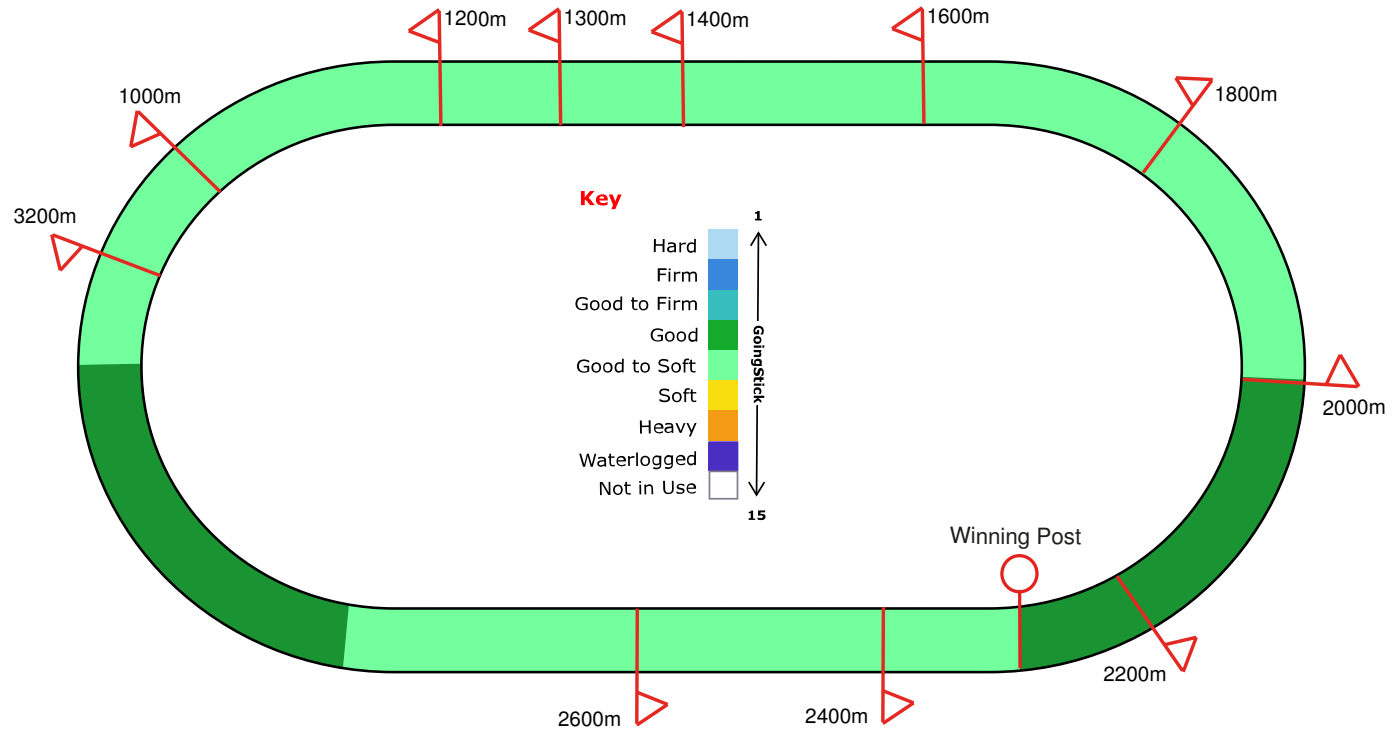 1200m
1300m
1400m
1600m
1000m
1800m
3200m
Key
1
Hard
Firm
Good to Firm
Good
Good to Soft
Soft
Heavy
Waterlogged
Not in Use
GoingStick
15
2000m
Winning Post
2200m
2600m
2400m